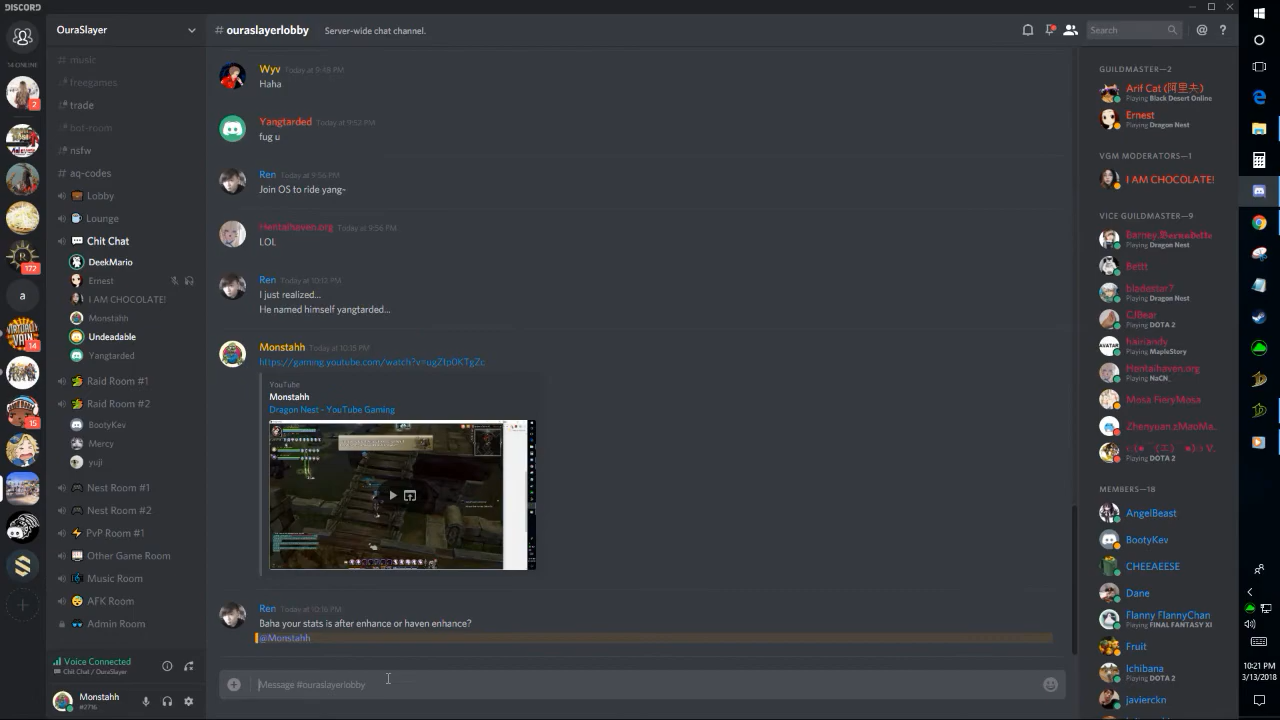 DISCORD
OuraSlayer
# ouraslayerlobby
Server-wide chat channel.
Search
14 ONLINE
2
172
a
14
15
music
freegames
trade
bot-room
nsfw
# aq-codes
Lobby
Lounge
Chit Chat
DeekMario
Ernest
I AM CHOCOLATE!
Monstahh
Undeadable
Yangtarded
Raid Room #1
Raid Room #2
BootyKev
Mercy
yuji
Nest Room #1
Nest Room #2
PvP Room #1
Other Game Room
Music Room
AFK Room
Admin Room
Voice Connected
Chit Chat / OuraSlayer
Monstahh
Wyv Today at 9:48 PM
Haha
Yangtarded Today at 9:52 PM
fug u
Ren Today at 9:56 PM
Join OS to ride yang~
Hentaihaven.org Today at 9:56 PM
LOL
Ren Today at 10:12 PM
I just realized...
He named himself yangtarded...
Monstahh Today at 10:15 PM
https://gaming.youtube.com/watch?v=ugZ1p0KTgZc
YouTube
Monstahh
Dragon Nest - YouTube Gaming
Ren Today at 10:18 PM
Baha your stats is after enhance or haven enhance?
@Monstahh
Message #ouraslayerlobby
GUILDMASTER—2
Arif Cat (阿里夫)
Playing Black Desert Online
Ernest
Playing Dragon Nest
VGM MODERATORS—1
I AM CHOCOLATE!
VICE GUILDMASTER—9
Playing Dragon Nest
Bettt
bladestor7
Playing Dragon Nest
CJBear
Playing DOTA 2
AVATAR
hainandy
Playing MapleStory
Hentaihaven.org
Playing NaCN_
Mosa FieryMosa
Zhenyuan zMaoMa...
Playing DOTA 2
MEMBERS—18
AngelBeast
BootyKev
CHEEAEESE
Dane
Flanny FlannyChan
Playing FINAL FANTASY XI
Fruit
Ichibana
Playing DOTA 2
javierckn
10:21 PM
3/13/2018